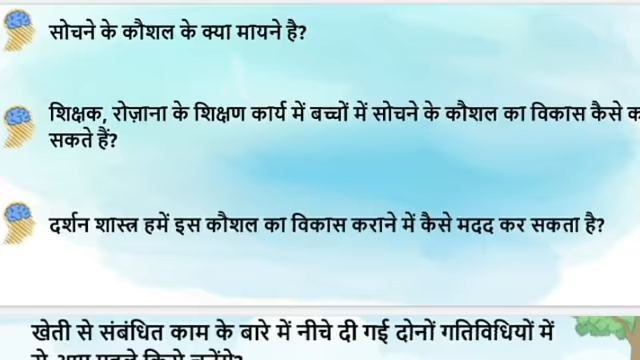 सोचने के कौशल के क्या मायने है?
शिक्षक, रोज़ाना के शिक्षण कार्य में बच्चों में सोचने के कौशल का विकास कैसे
सकते हैं?
दर्शन शास्त्र हमें इस कौशल का विकास कराने में कैसे मदद कर सकता है?
खेती से संबंधित काम के बारे में नीचे दी गई दोनों गतिविधियों में